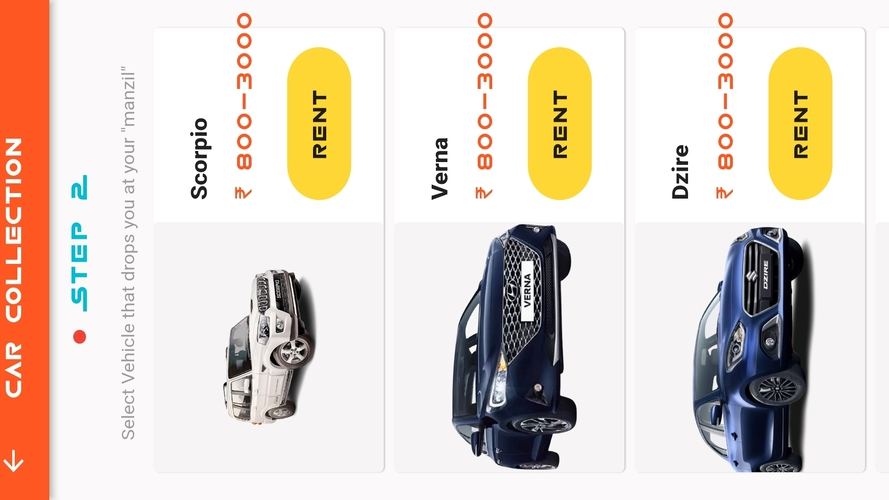 CAR COLLECTION
STEP 2
Select Vehicle that drops you at your "manzil"
Scorpio
₹ 800-3000
RENT
Verna
₹ 800-3000
RENT
VERNA
Dzire
₹ 800-3000
RENT
DZIRE